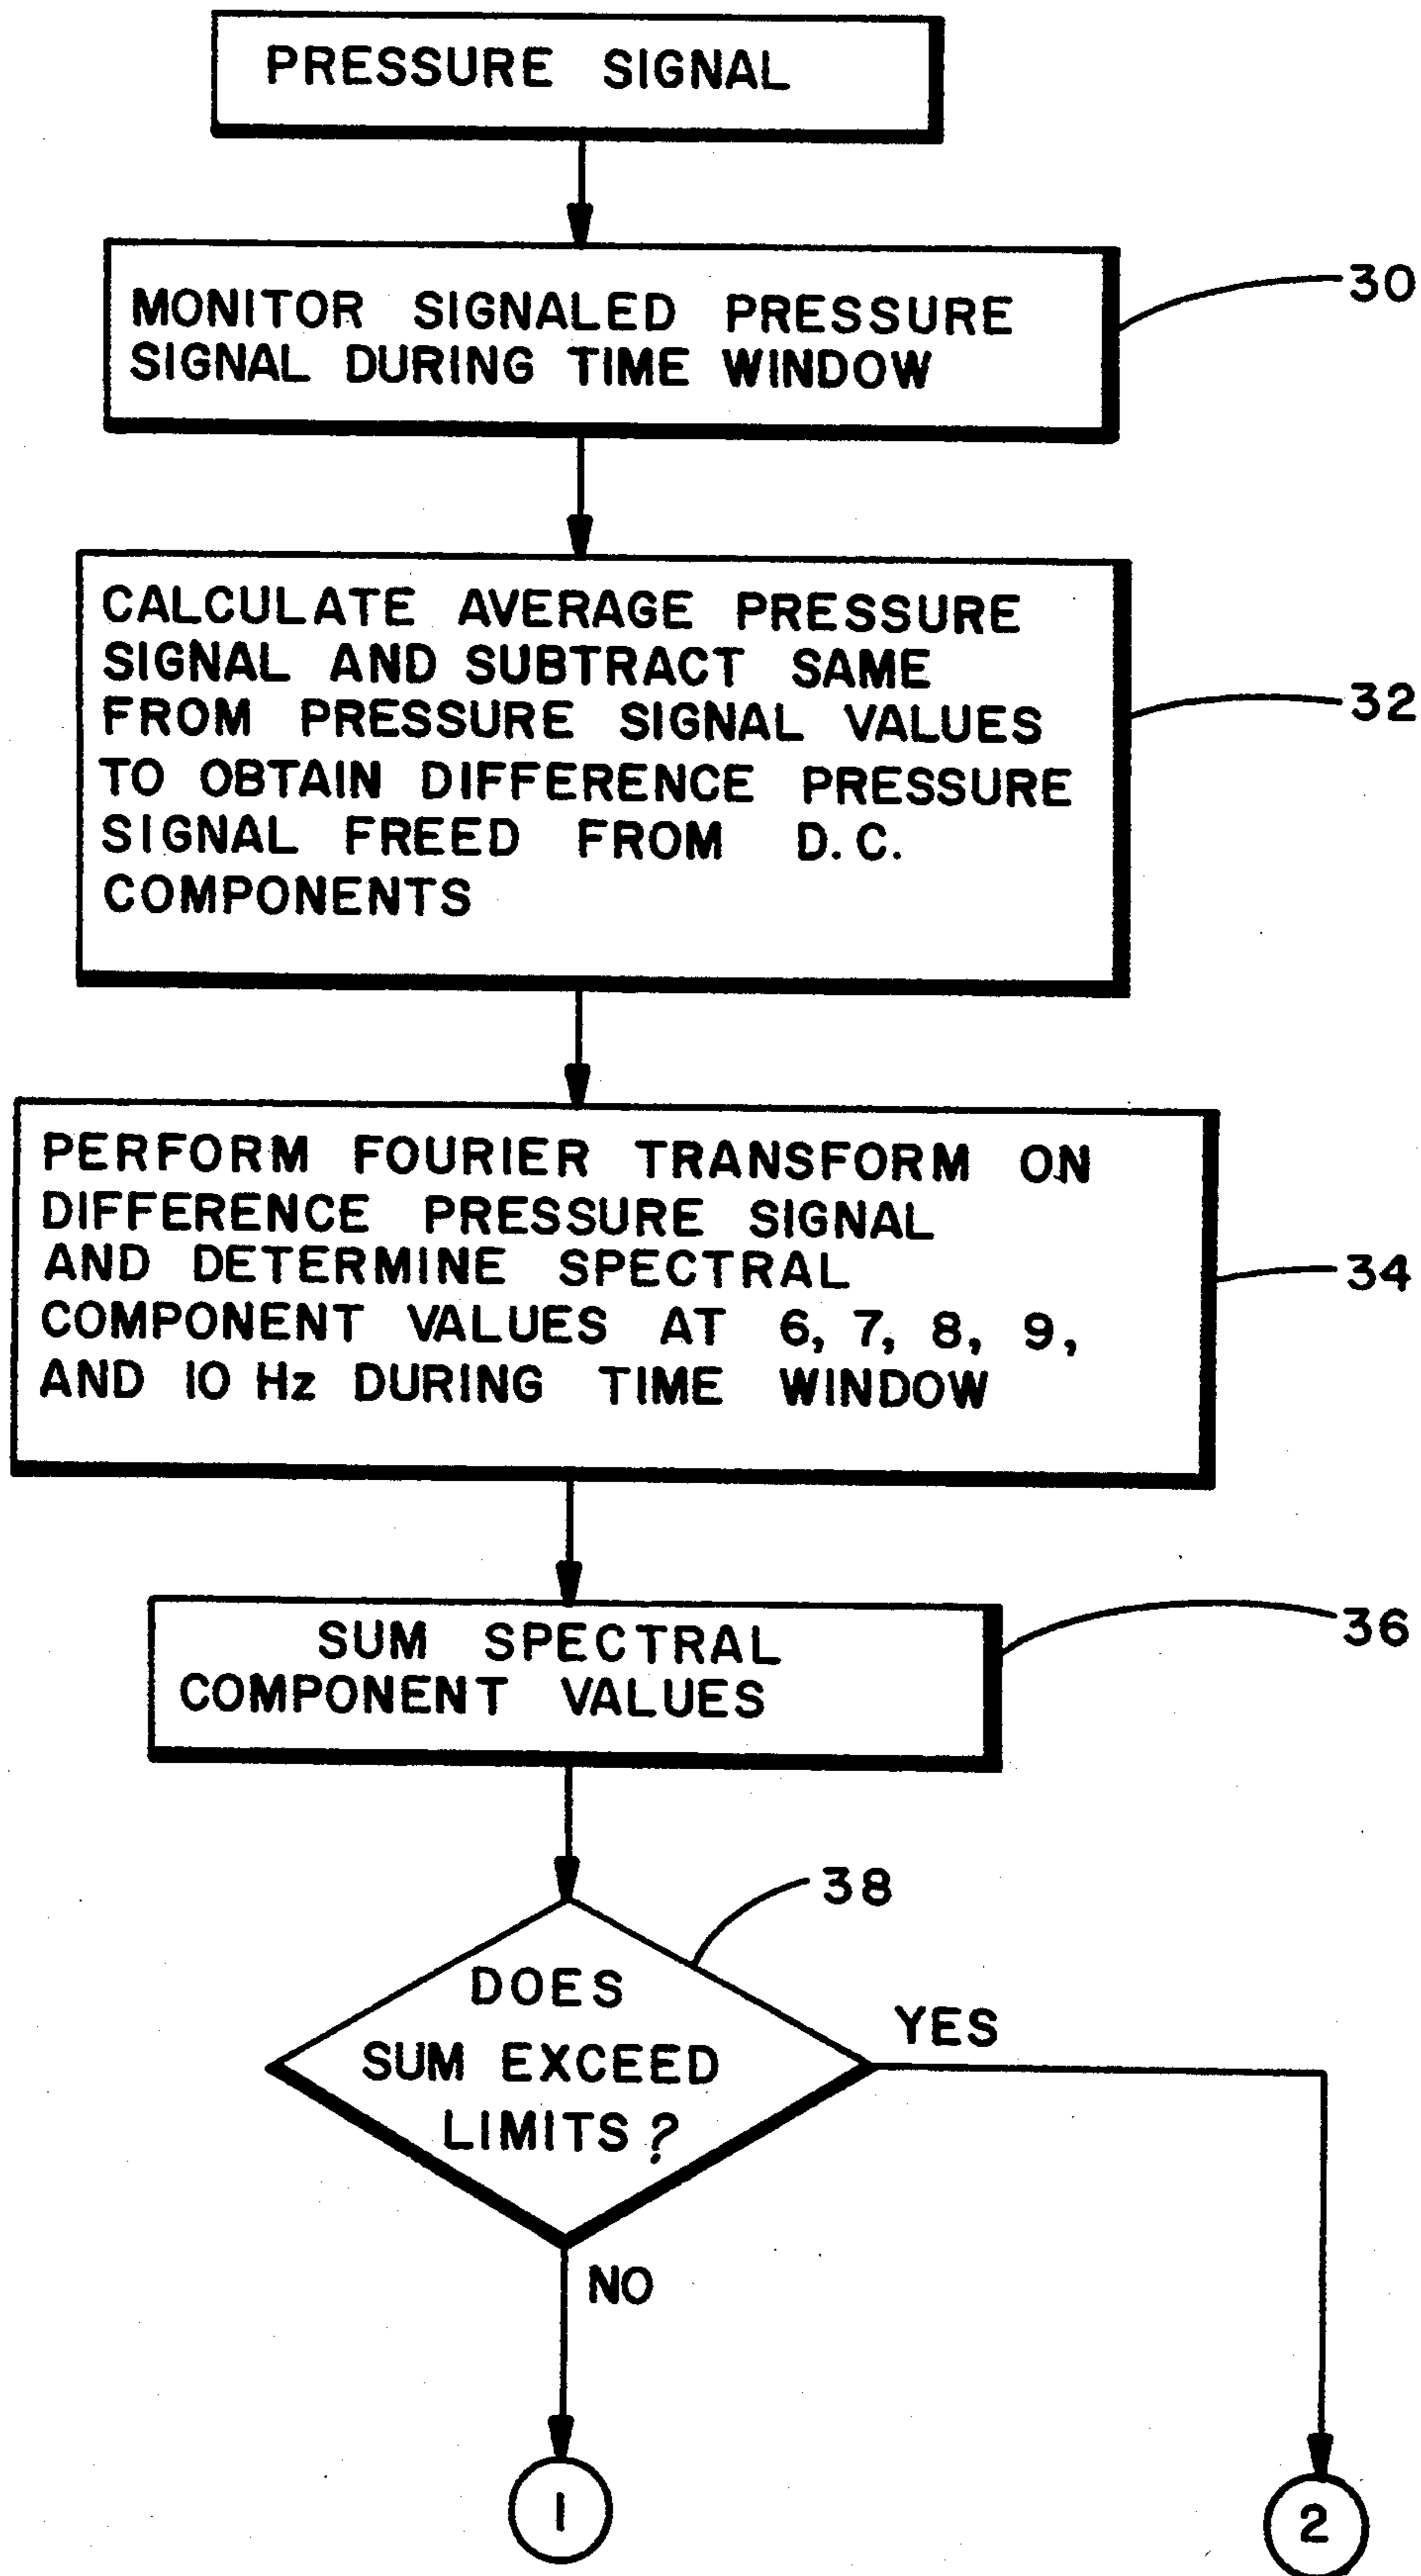 PRESSURE SIGNAL
MONITOR SIGNALED PRESSURE
SIGNAL DURING TIME WINDOW
30
CALCULATE AVERAGE PRESSURE
SIGNAL AND SUBTRACT SAME
FROM PRESSURE SIGNAL VALUES
TO OBTAIN DIFFERENCE PRESSURE
SIGNAL FREED FROM D.C.
COMPONENTS
32
PERFORM FOURIER TRANSFORM ON
DIFFERENCE PRESSURE SIGNAL
AND DETERMINE SPECTRAL
COMPONENT VALUES AT 6, 7, 8, 9,
AND 10 Hz DURING TIME WINDOW
34
SUM SPECTRAL
COMPONENT VALUES
36
38
DOES
SUM EXCEED
LIMITS?
YES
NO
1
2